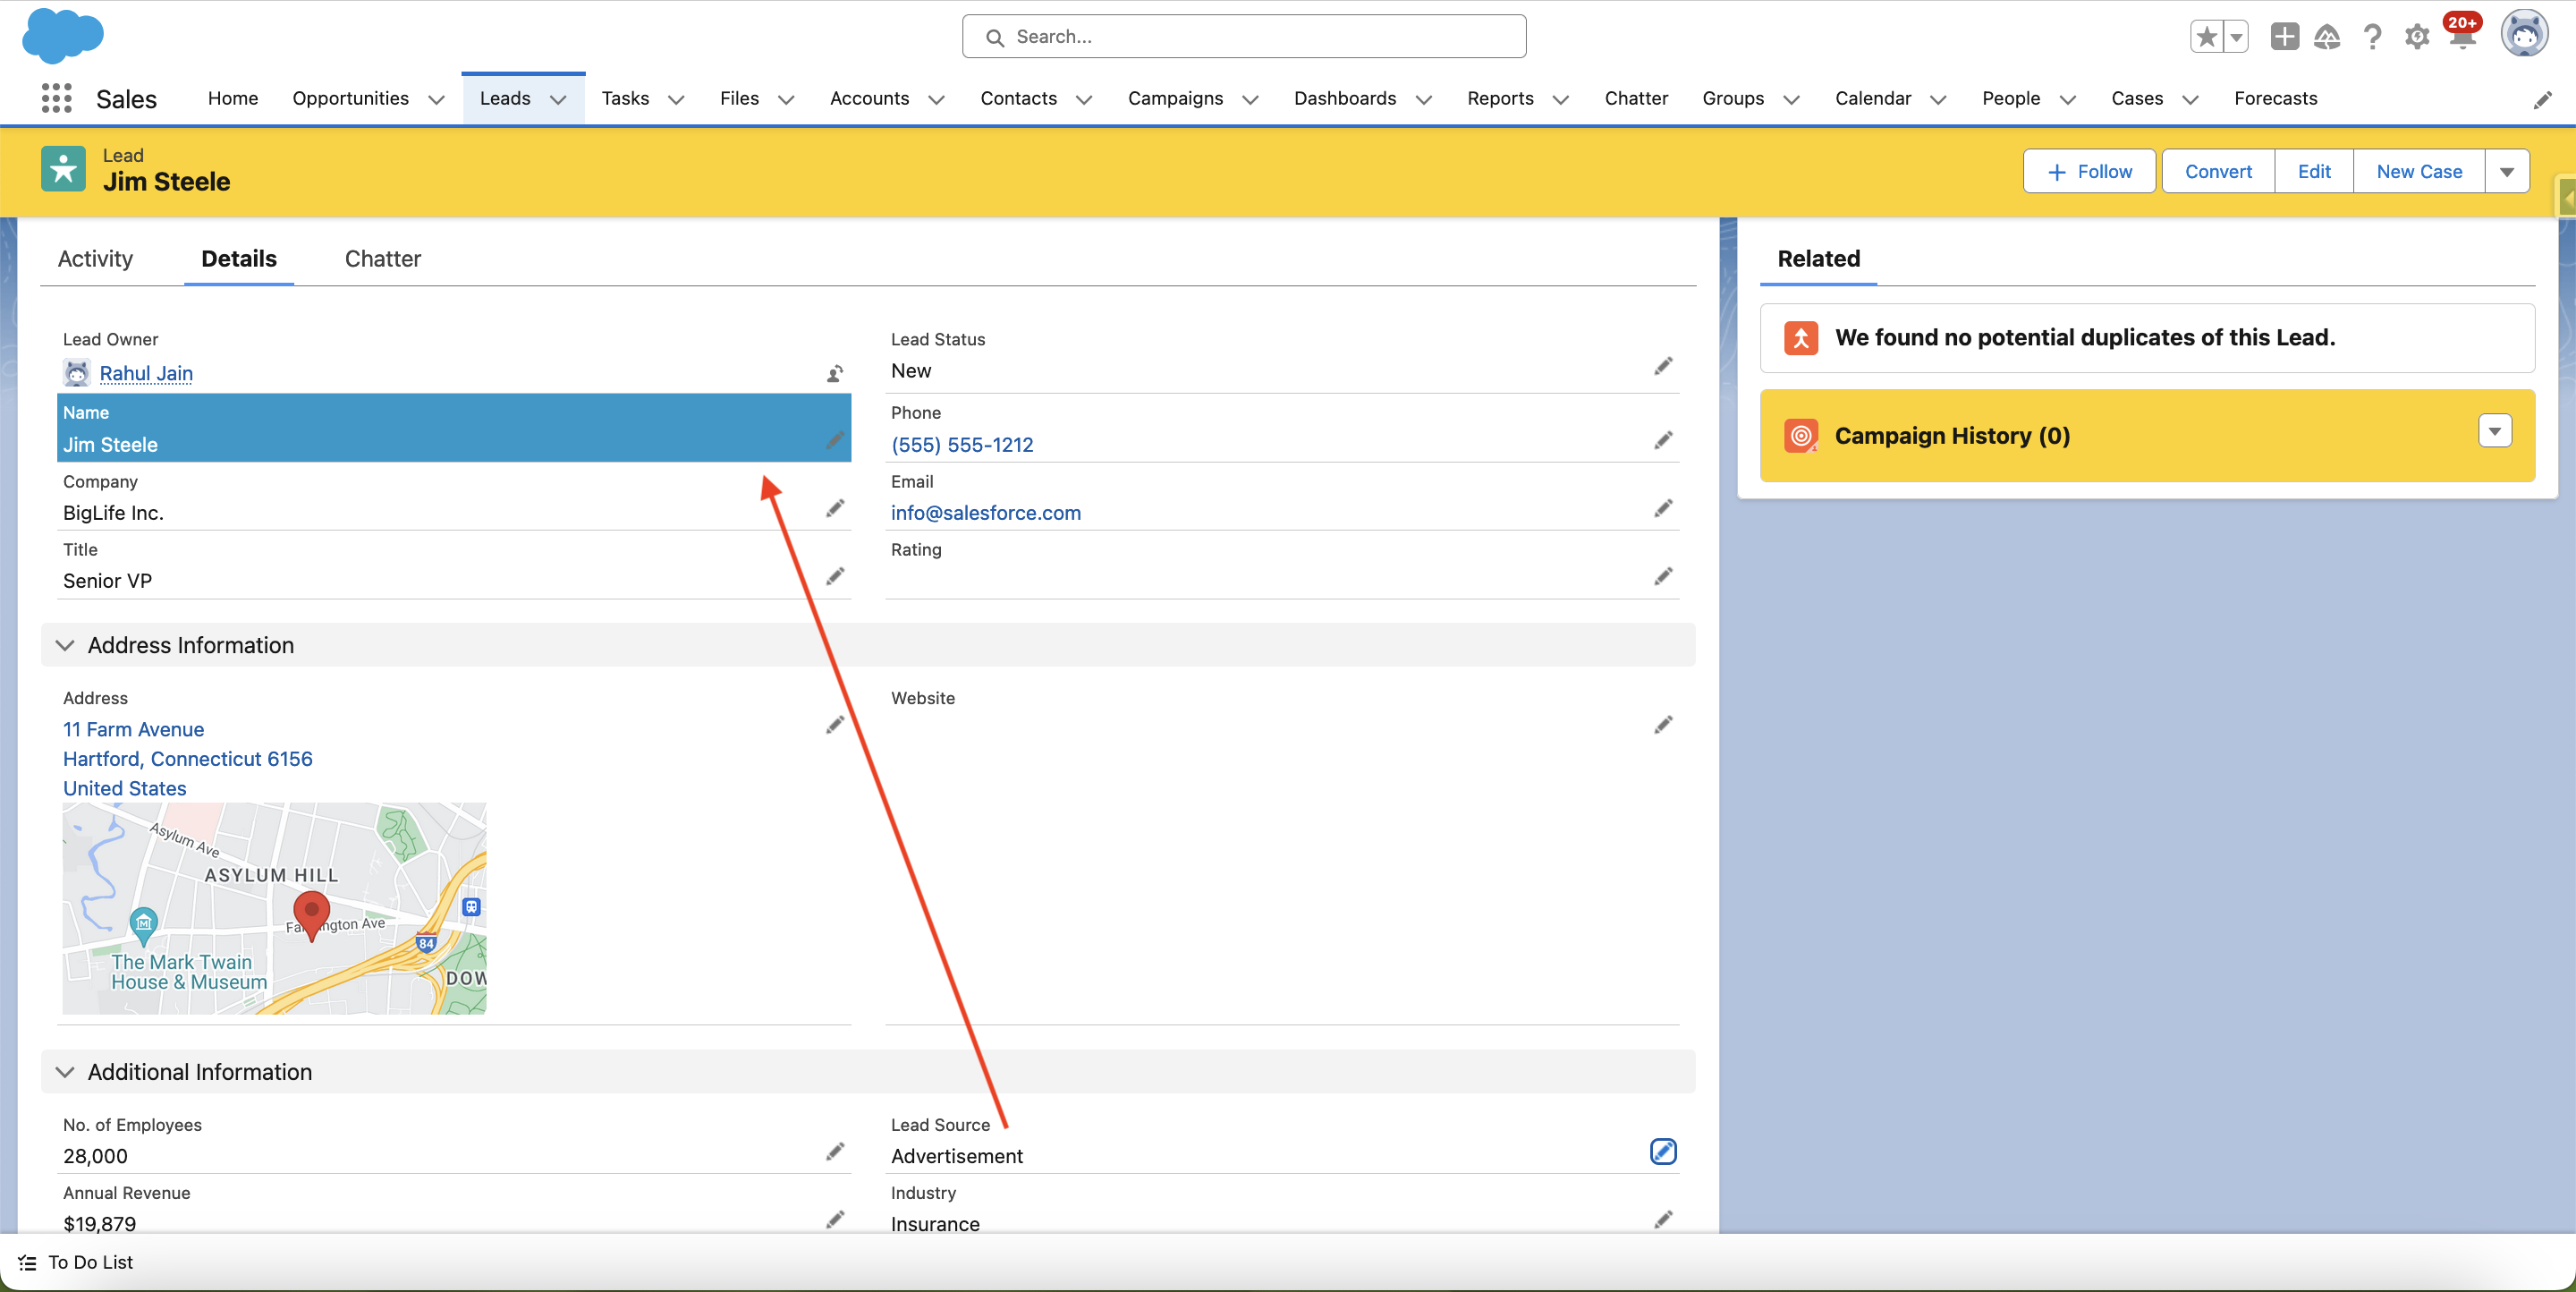 Search...
20+
Sales
Home
Opportunities
Leads
Tasks
Files
Accounts
Contacts
Campaigns
Dashboards
Reports
Chatter
Groups
Calendar
People
Cases
Forecasts
Lead
Jim Steele
Follow
Convert
Edit
New Case
Activity
Details
Chatter
Lead Owner
Rahul Jain
Lead Status
New
Name
Jim Steele
Phone
(555) 555-1212
Company
BigLife Inc.
Email
info@salesforce.com
Title
Senior VP
Rating
Address Information
Address
11 Farm Avenue
Hartford, Connecticut 6156
United States
Website
Asylum Ave
ASYLUM HILL
Farmington Ave
84
The Mark Twain
House & Museum
DOW
Additional Information
No. of Employees
28,000
Lead Source
Advertisement
Annual Revenue
$19,879
Industry
Insurance
Related
We found no potential duplicates of this Lead.
Campaign History (0)
To Do List